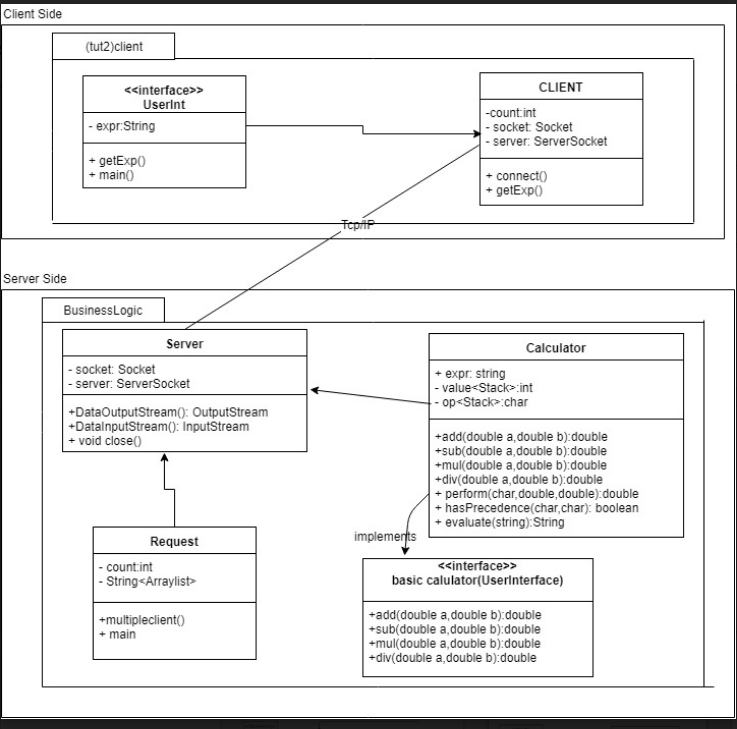 Client Side
(tut2)client
<<interface>>
UserInt
- expr:String
+ getExp()
+ main()
CLIENT
-count:int
- socket: Socket
- server: ServerSocket
+ connect()
+ getExp()
Tcp/IP
Server Side
BusinessLogic
Server
- socket: Socket
- server: ServerSocket
+DataOutputStream(): OutputStream
+DataInputStream(): InputStream
+ void close()
Calculator
+ expr: string
- value<Stack>:int
- op<Stack>:char
+add(double a,double b):double
+sub(double a,double b):double
+mul(double a,double b):double
+div(double a,double b):double
+ perform(char,double,double):double
+ hasPrecedence(char,char): boolean
+ evaluate(string):String
implements
Request
- count:int
- String<Arraylist>
+multipleclient()
+ main
<<interface>>
basic calulator(UserInterface)
+add(double a,double b):double
+sub(double a,double b):double
+mul(double a,double b):double
+div(double a,double b):double